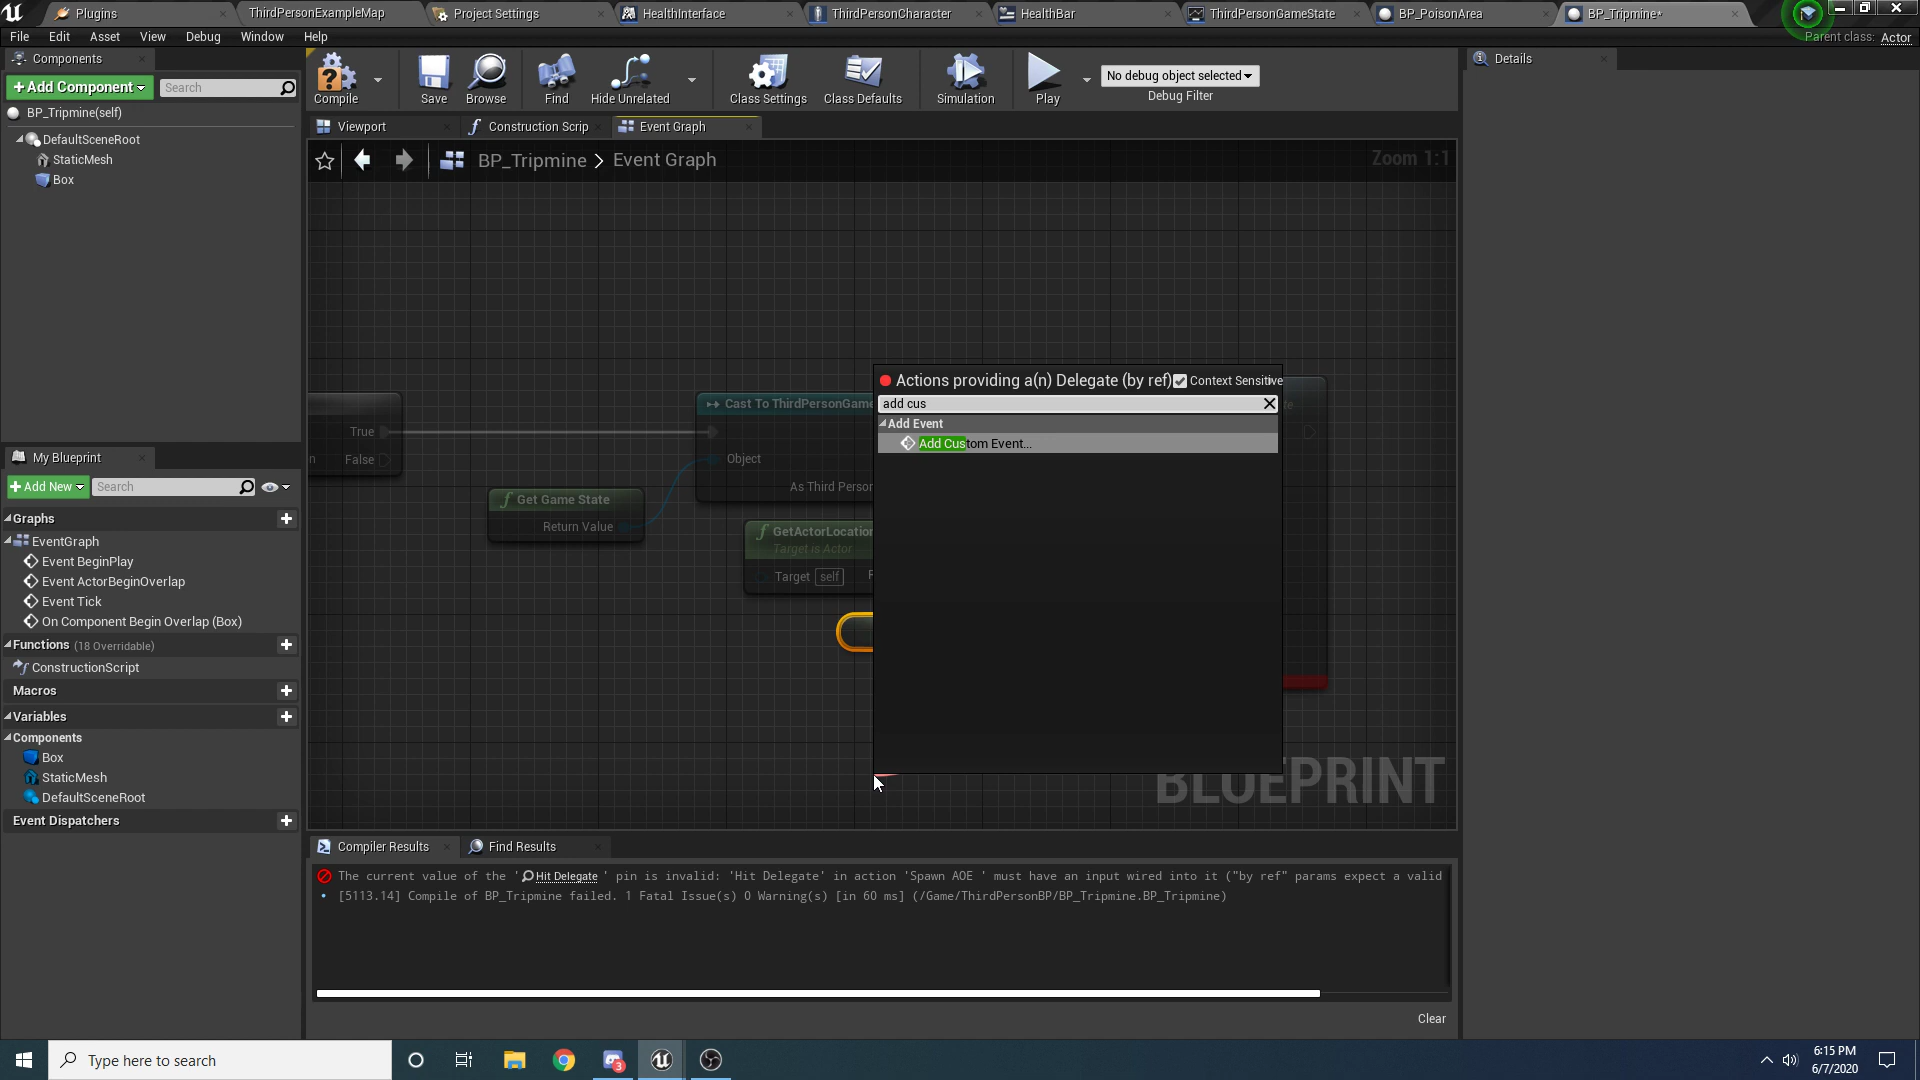 Plugins
ThirdPersonExampleMap
Project Settings
HealthInterface
ThirdPersonCharacter
HealthBar
ThirdPersonGameState
BP_PoisonArea
BP_Tripmine*
File Edit Asset View Debug Window Help
Parent class: Actor
Components
+Add Component
Search
BP_Tripmine(self)
DefaultSceneRoot
StaticMesh
Box
Compile
Save
Browse
Find
Hide Unrelated
Class Settings
Class Defaults
Simulation
Play
No debug object selected
Debug Filter
Details
Viewport
Construction Scrip
Event Graph
BP_Tripmine > Event Graph
Zoom 1:1
True
False
Get Game State
Return Value
Cast To ThirdPersonGame
Object
As Third Person
GetActorLocation
Target is Actor
Target self
Actions providing a(n) Delegate (by ref)
Context Sensitive
add cus
Add Event
Add Custom Event...
BLUEPRINT
My Blueprint
+Add New
Search
Graphs
EventGraph
Event BeginPlay
Event ActorBeginOverlap
Event Tick
On Component Begin Overlap (Box)
Functions (18 Overridable)
ConstructionScript
Macros
Variables
Components
Box
StaticMesh
DefaultSceneRoot
Event Dispatchers
Compiler Results
Find Results
The current value of the ' Hit Delegate ' pin is invalid: 'Hit Delegate' in action 'Spawn AOE ' must have an input wired into it ("by ref" params expect a valid
[5113.14] Compile of BP_Tripmine failed. 1 Fatal Issue(s) 0 Warning(s) [in 60 ms] (/Game/ThirdPersonBP/BP_Tripmine.BP_Tripmine)
Clear
Type here to search
3
6:15 PM
6/7/2020